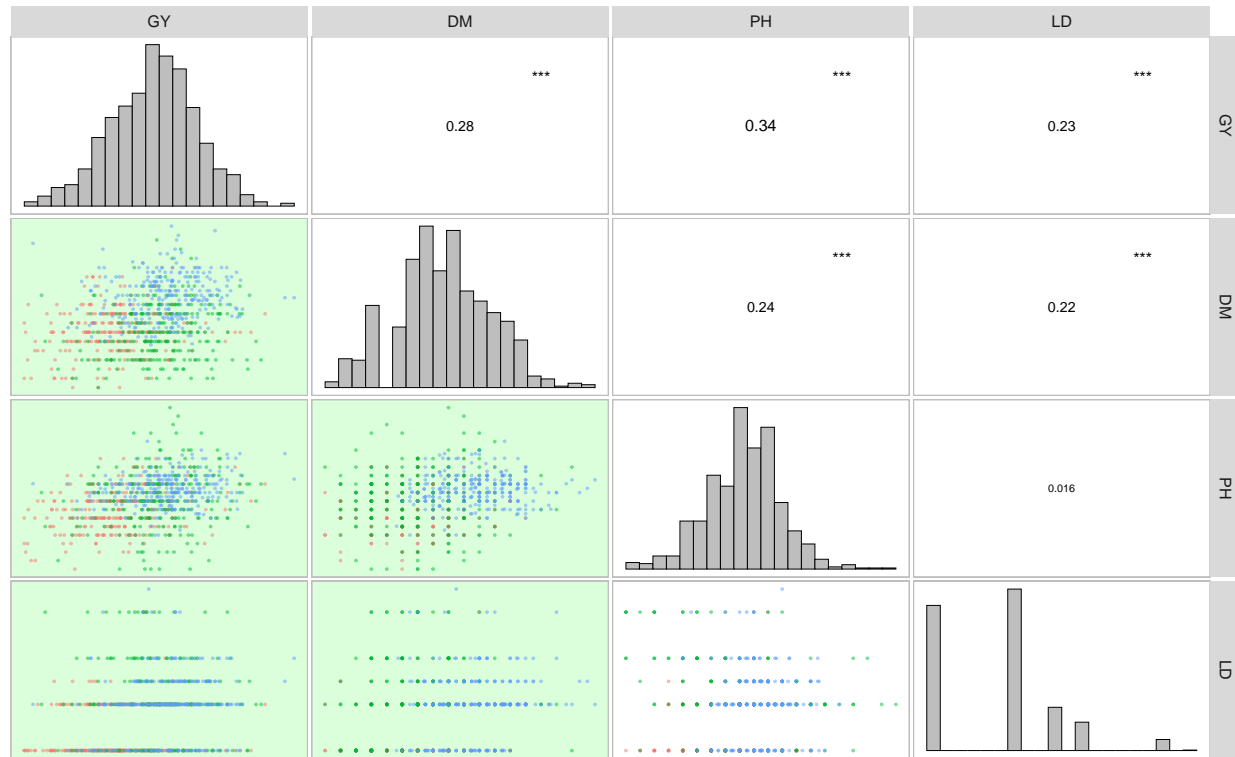 GY DM PH LD
*** *** ***
0.28 0.34 0.23
GY
*** ***
0.24 0.22
DM
0.016
PH
LD